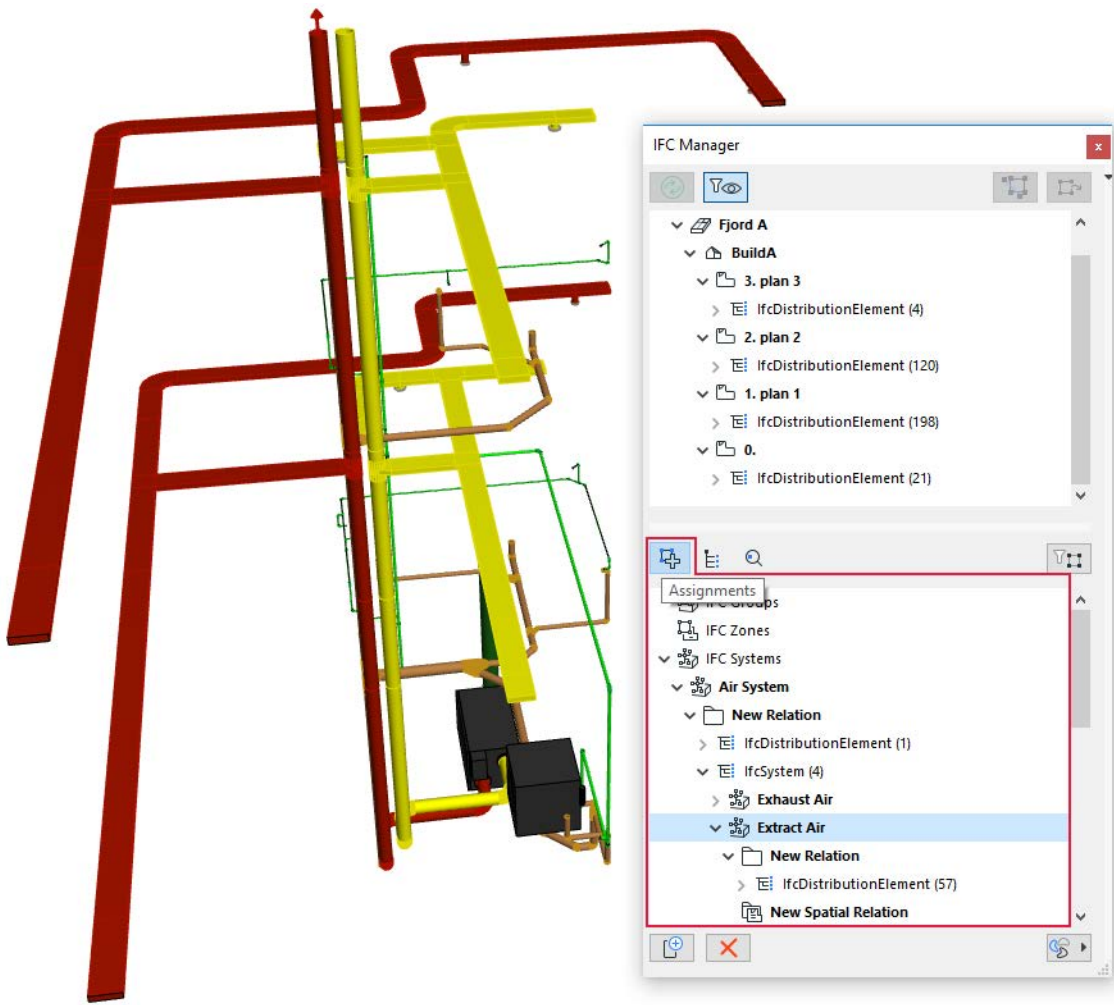 IFC Manager
x
Fjord A
BuildA
3. plan 3
IfcDistributionElement (4)
2. plan 2
IfcDistributionElement (120)
1. plan 1
IfcDistributionElement (198)
0.
IfcDistributionElement (21)
Assignments
IFC Groups
IFC Zones
IFC Systems
Air System
New Relation
IfcDistributionElement (1)
IfcSystem (4)
Exhaust Air
Extract Air
New Relation
IfcDistributionElement (57)
New Spatial Relation